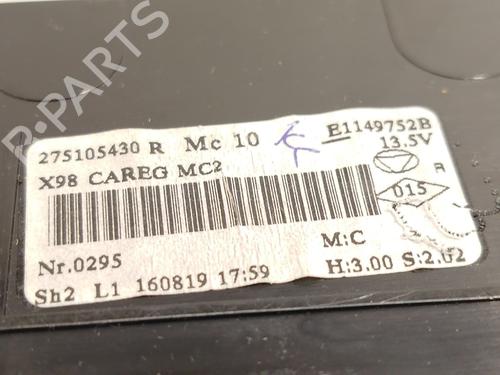 B-PARTS
275105430 R Mc 10 E1149752B
13.5V
X98 CAREG MC2
R
015
Nr.0295 M:C
Sh2 L1 160819 17:59 H:3.00 S:2.02